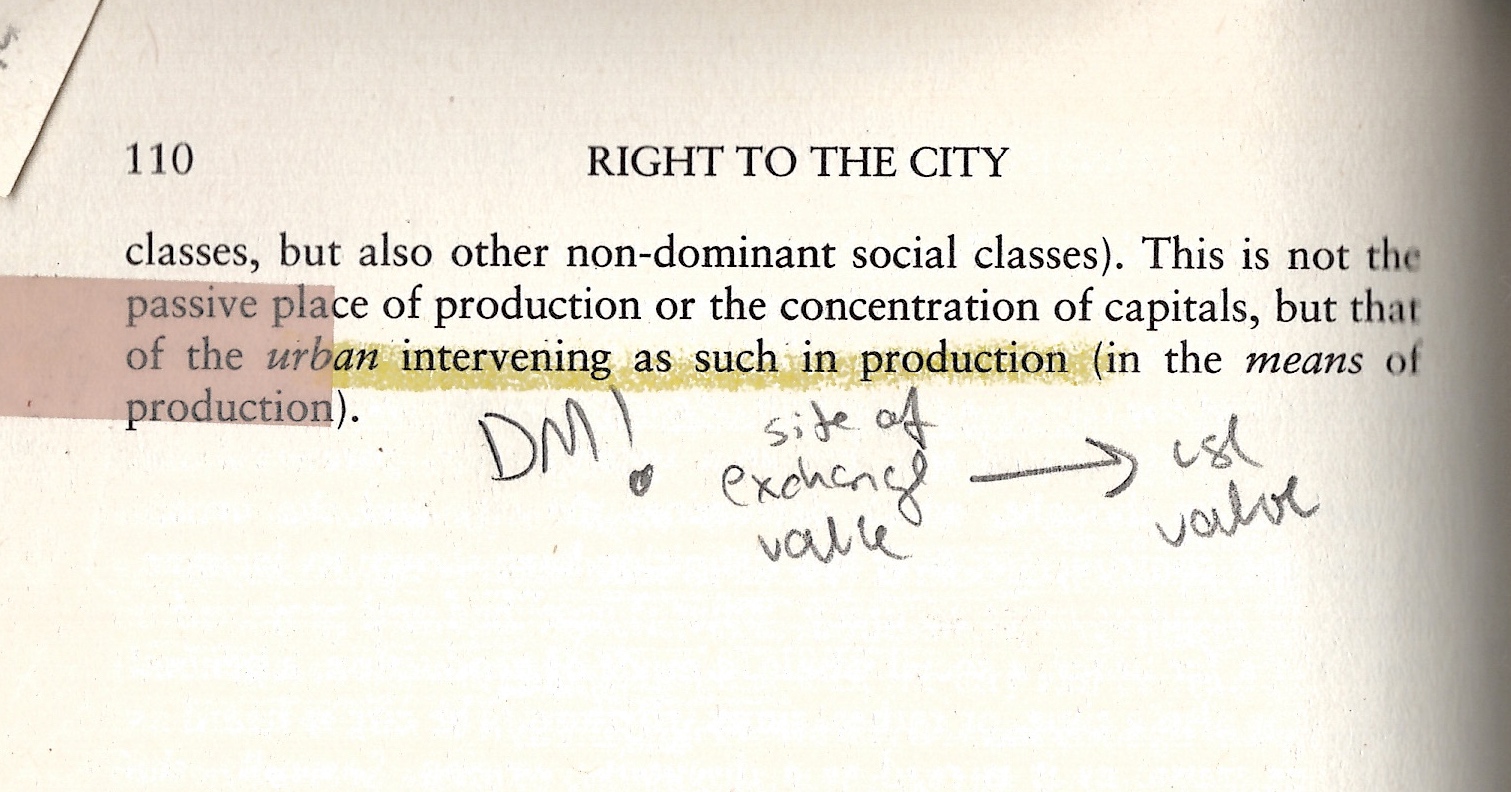 110 RIGHT TO THE CITY
classes, but also other non-dominant social classes). This is not the
passive place of production or the concentration of capitals, but that
of the urban intervening as such in production (in the means of
production).
DM!
site of
exchange
value
→ use
value